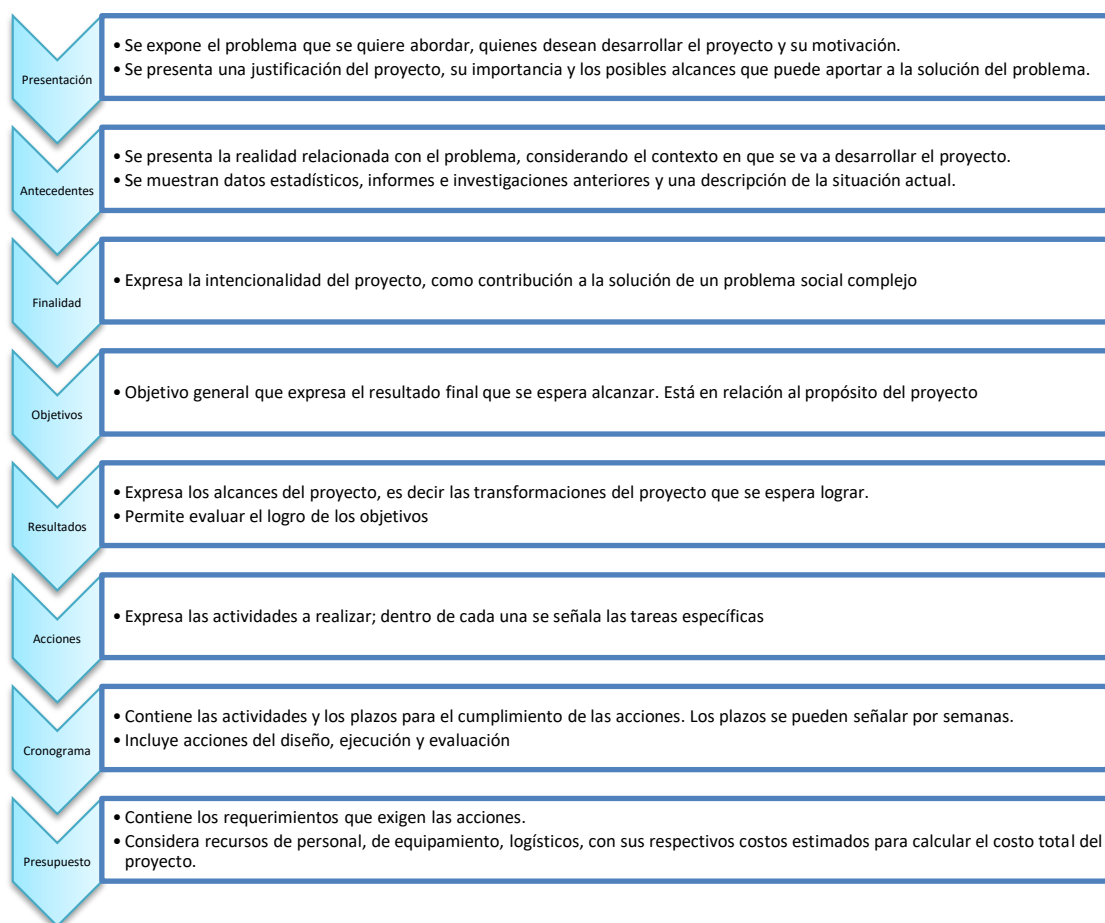 Presentación
• Se expone el problema que se quiere abordar, quienes desean desarrollar el proyecto y su motivación.
• Se presenta una justificación del proyecto, su importancia y los posibles alcances que puede aportar a la solución del problema.
Antecedentes
• Se presenta la realidad relacionada con el problema, considerando el contexto en que se va a desarrollar el proyecto.
• Se muestran datos estadísticos, informes e investigaciones anteriores y una descripción de la situación actual.
Finalidad
• Expresa la intencionalidad del proyecto, como contribución a la solución de un problema social complejo
Objetivos
• Objetivo general que expresa el resultado final que se espera alcanzar. Está en relación al propósito del proyecto
Resultados
• Expresa los alcances del proyecto, es decir las transformaciones del proyecto que se espera lograr.
• Permite evaluar el logro de los objetivos
Acciones
• Expresa las actividades a realizar; dentro de cada una se señala las tareas específicas
Cronograma
• Contiene las actividades y los plazos para el cumplimiento de las acciones. Los plazos se pueden señalar por semanas.
• Incluye acciones del diseño, ejecución y evaluación
Presupuesto
• Contiene los requerimientos que exigen las acciones.
• Considera recursos de personal, de equipamiento, logísticos, con sus respectivos costos estimados para calcular el costo total del
proyecto.